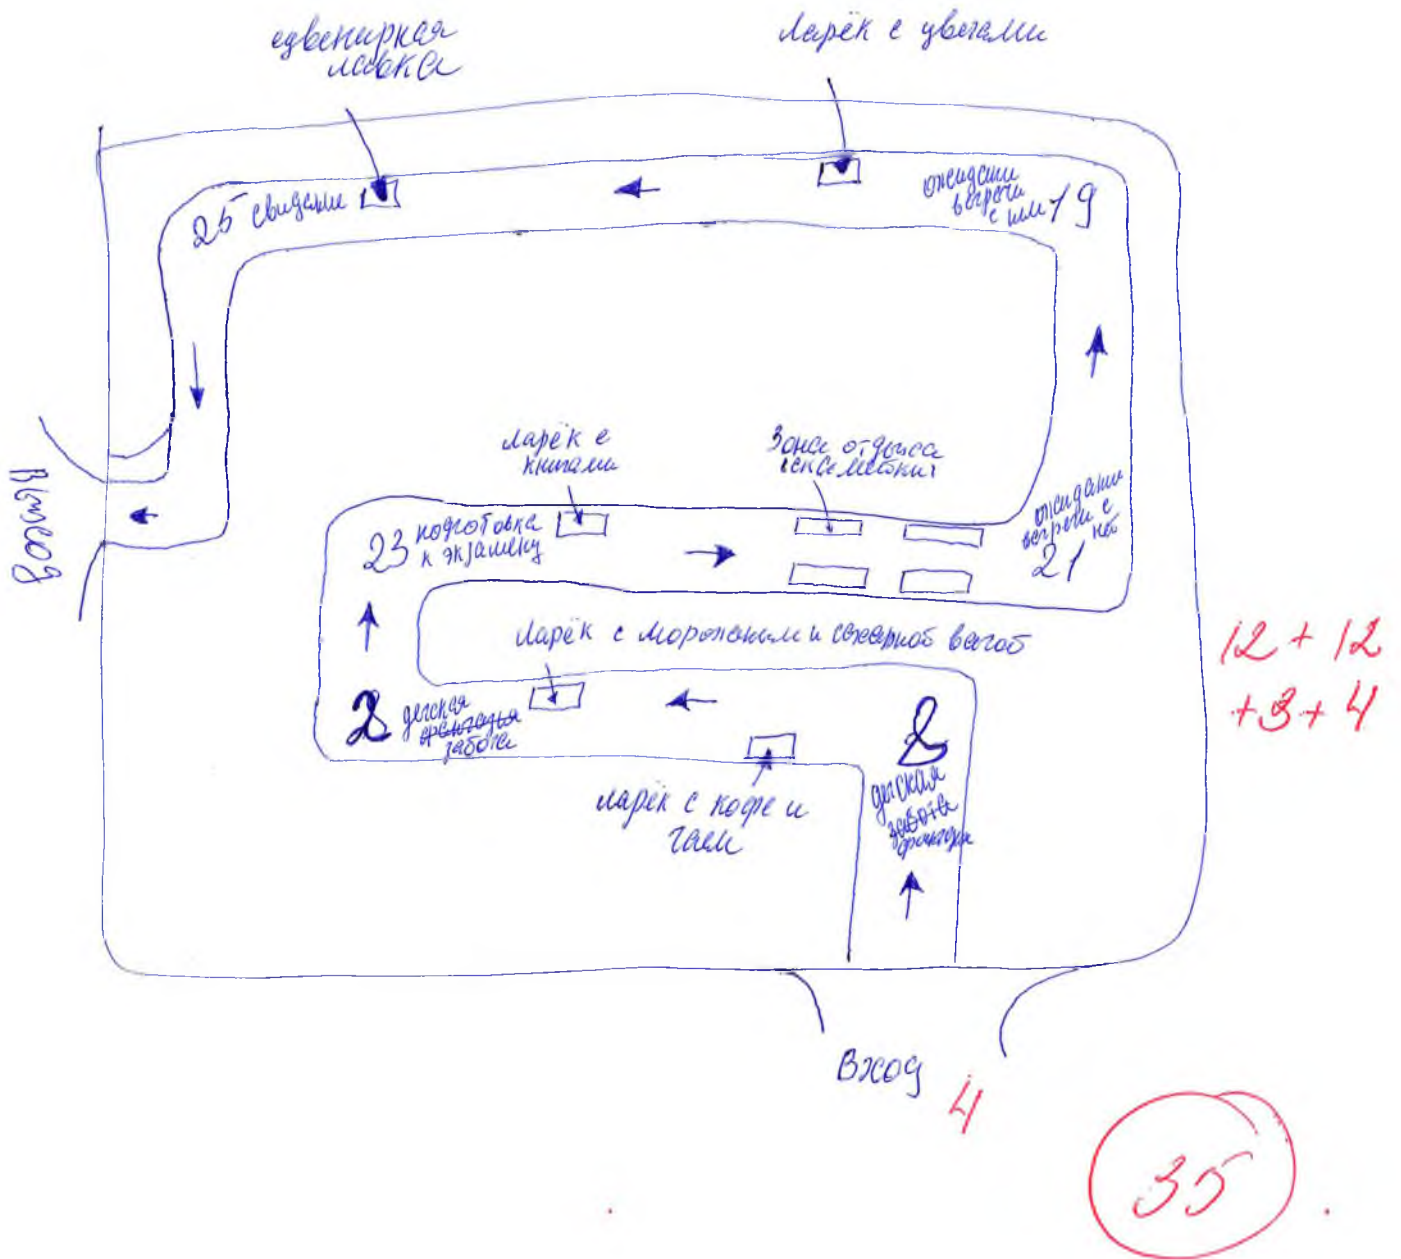 сувенирная
лавка
Ларёк с цветами
25 свидание
ожидание
встречи
с ним 19
Выход
ларёк с
книгами
Зона отдыха
(скамейки)
23 подготовка
к экзамену
ожидание
встречи с
ней
21
Ларёк с мороженым и сахарной ватой
2 детская
забота
2
детская
забота
ларёк с кофе и
чаем
Вход
4
12 + 12
+ 3 + 4
35